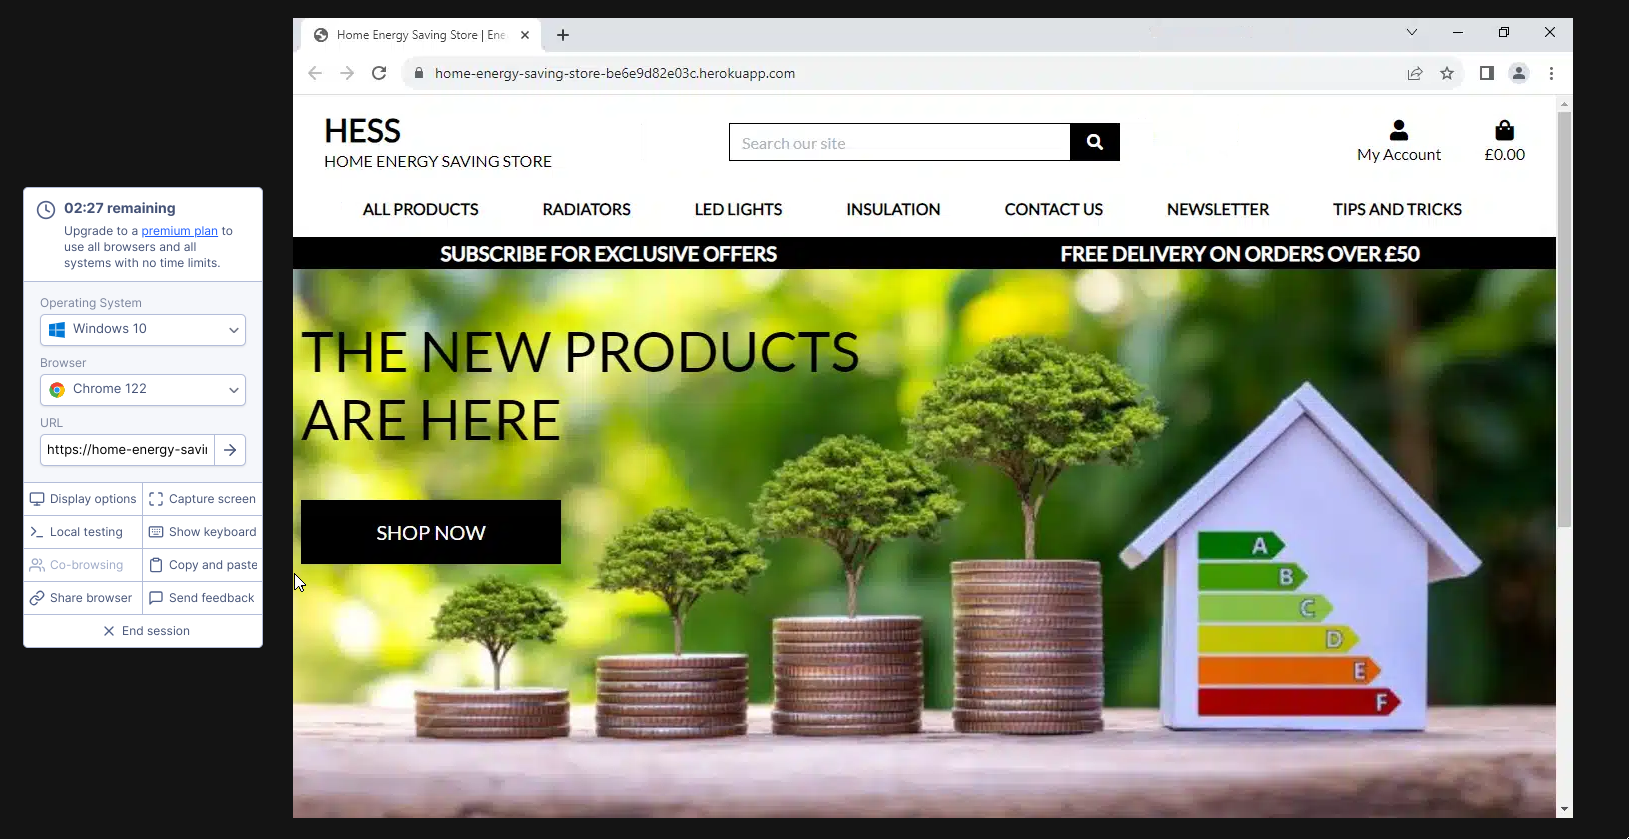 02:27 remaining
Upgrade to a premium plan to
use all browsers and all
systems with no time limits.
Operating System
Windows 10
Browser
Chrome 122
URL
https://home-energy-savi
Display options
Capture screen
Local testing
Show keyboard
Co-browsing
Copy and paste
Share browser
Send feedback
End session
Home Energy Saving Store | Ene
home-energy-saving-store-be6e9d82e03c.herokuapp.com
HESS
HOME ENERGY SAVING STORE
Search our site
My Account
£0.00
ALL PRODUCTS
RADIATORS
LED LIGHTS
INSULATION
CONTACT US
NEWSLETTER
TIPS AND TRICKS
SUBSCRIBE FOR EXCLUSIVE OFFERS
FREE DELIVERY ON ORDERS OVER £50
THE NEW PRODUCTS
ARE HERE
SHOP NOW
A
B
C
D
E
F